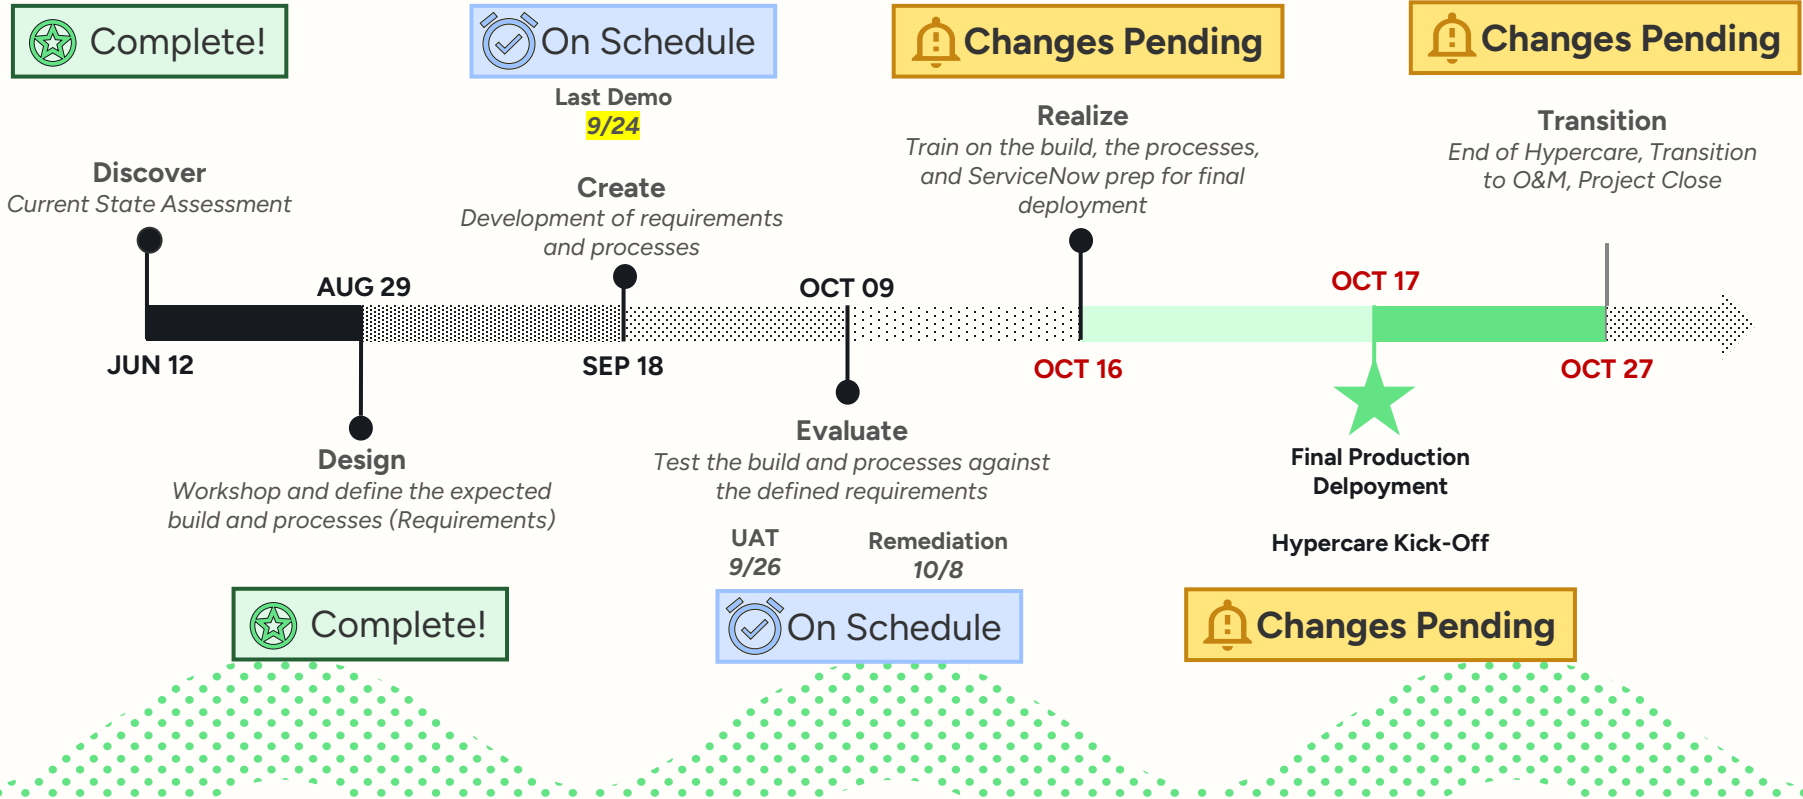 Complete!
On Schedule
Changes Pending
Changes Pending
Last Demo
9/24
Discover
Current State Assessment
Create
Development of requirements
and processes
Realize
Train on the build, the processes,
and ServiceNow prep for final
deployment
Transition
End of Hypercare, Transition
to O&M, Project Close
AUG 29
OCT 09
OCT 17
JUN 12
SEP 18
OCT 16
OCT 27
Design
Workshop and define the expected
build and processes (Requirements)
Evaluate
Test the build and processes against
the defined requirements
UAT
9/26
Remediation
10/8
Final Production
Delpoyment
Hypercare Kick-Off
Complete!
On Schedule
Changes Pending